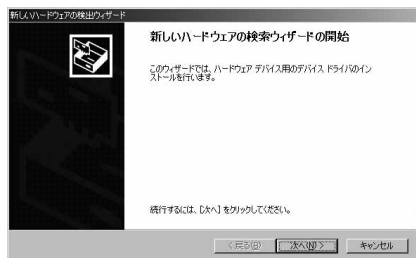 新しいハードウェアの検出ウィザード
新しいハードウェアの検索ウィザードの開始
このウィザードでは、ハードウェア デバイス用のデバイス ドライバのイン
ストールを行います。
続行するには、[次へ] をクリックしてください。
< 戻る(B)
次へ(N) >
キャンセル